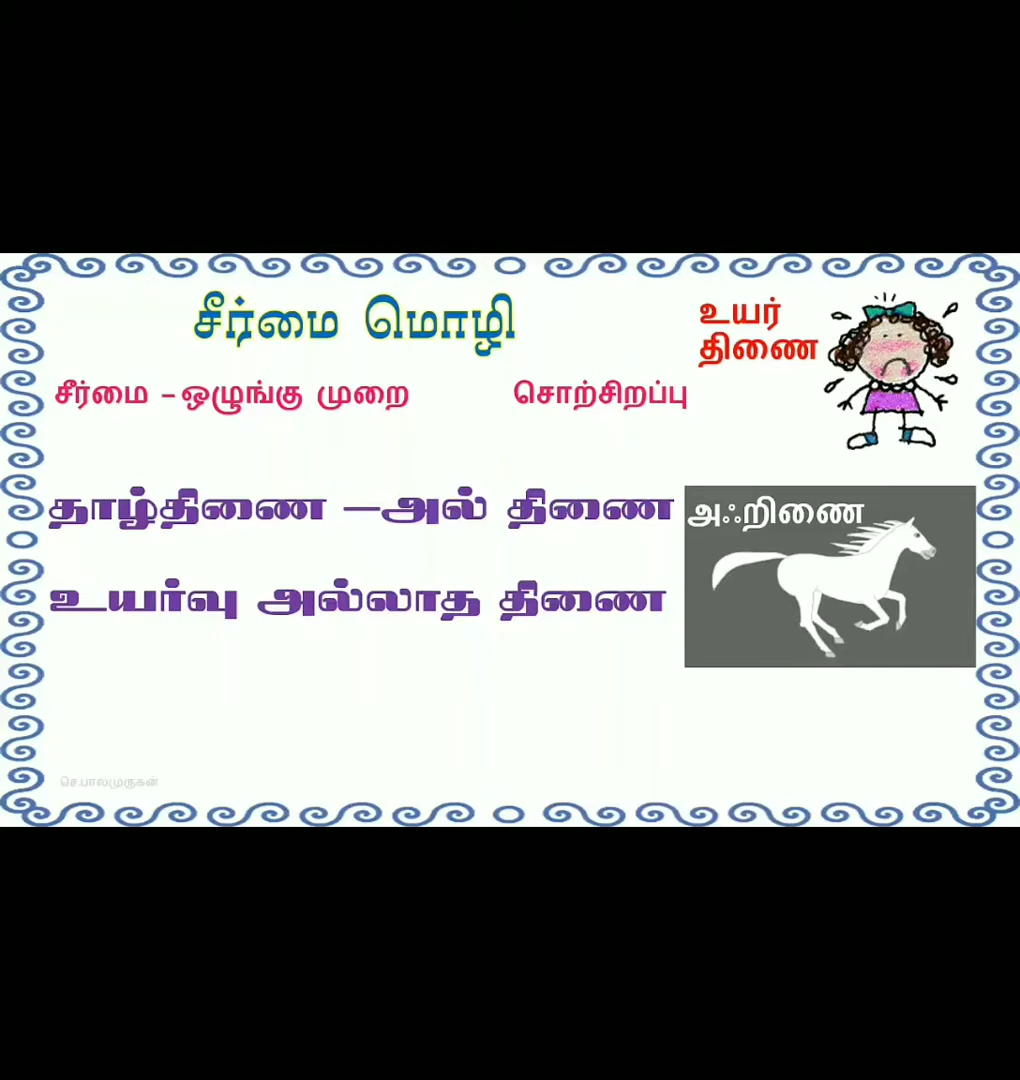 சீர்மை மொழி
உயர்
திணை
சீர்மை - ஒழுங்கு முறை
சொற்சிறப்பு
தாழ்திணை — அல் திணை
அஃறிணை
உயர்வு அல்லாத திணை
செ.பாலமுருகன்